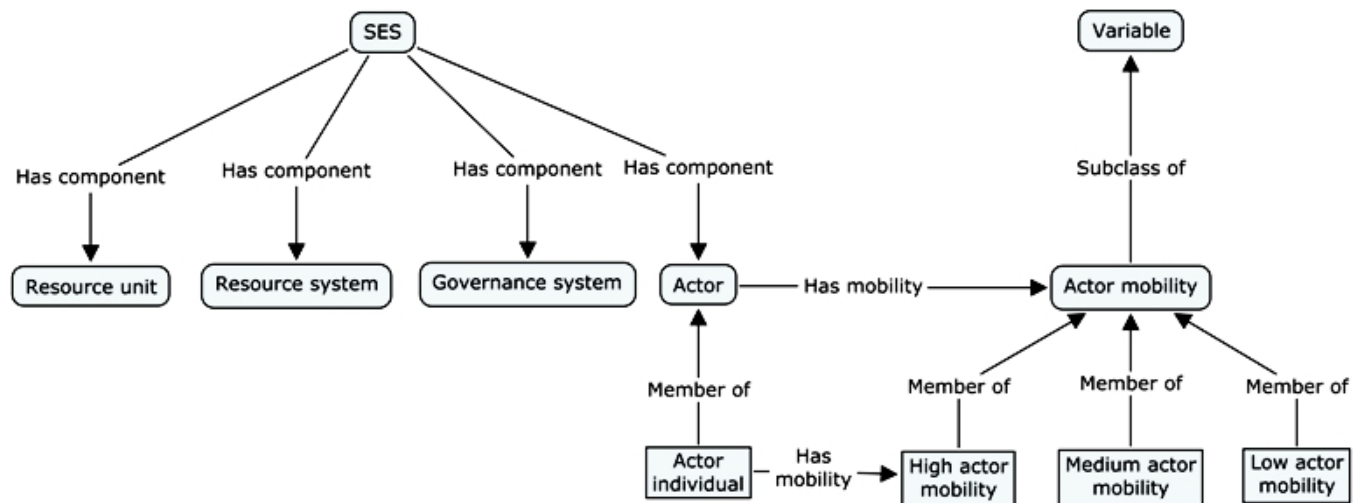 SES
Variable
Has component
Has component
Has component
Has component
Subclass of
Resource unit
Resource system
Governance system
Actor
Has mobility
Actor mobility
Member of
Member of
Member of
Member of
Actor
individual
Has
mobility
High actor
mobility
Medium actor
mobility
Low actor
mobility